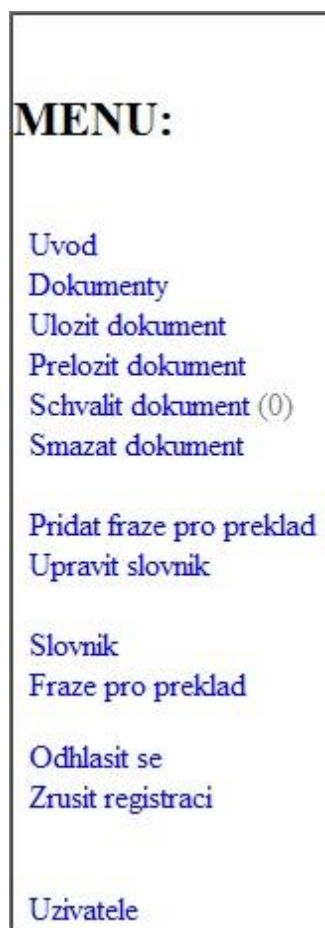 MENU:
Uvod
Dokumenty
Ulozit dokument
Prelozit dokument
Schvalit dokument (0)
Smazat dokument
Pridat fraze pro preklad
Upravit slovnik
Slovnik
Fraze pro preklad
Odhlasit se
Zrusit registraci
Uzivatele